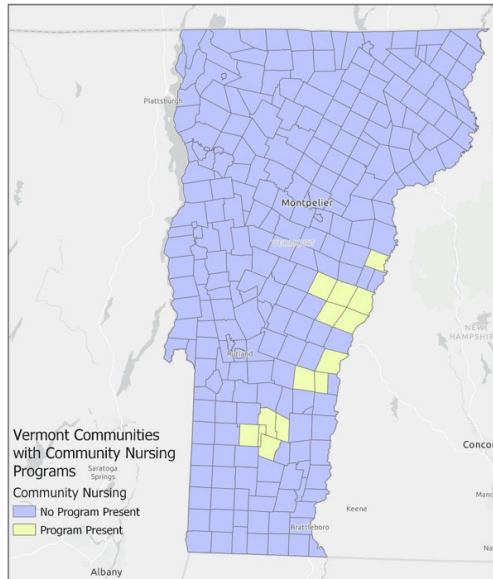 Plattsburgh
Montpelier
VERMONT
NEW
HAMPSHIRE
Rutland
Vermont Communities
with Community Nursing
Programs
Saratoga
Springs
Community Nursing
No Program Present
Program Present
Concor
Manc
Keene
Brattleboro
Na
Albany